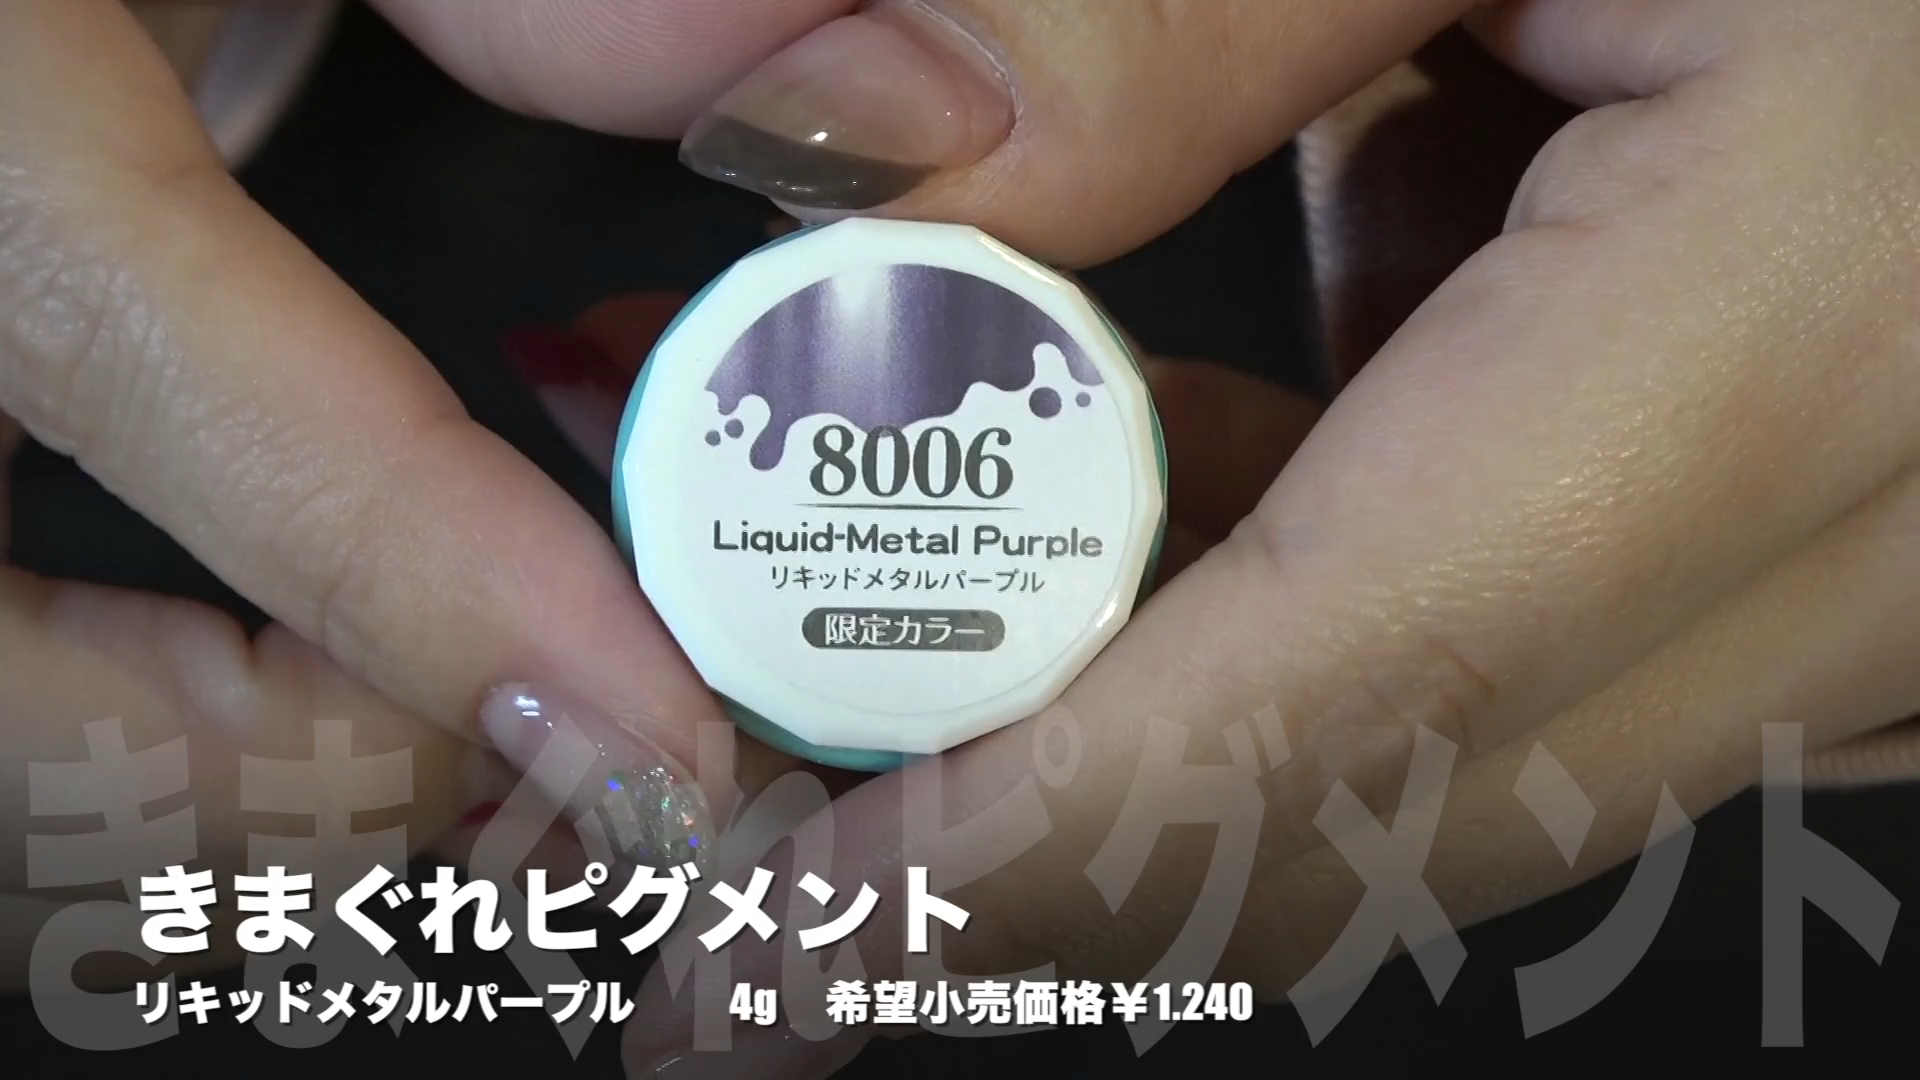 8006
Liquid-Metal Purple
リキッドメタルパープル
限定カラー
きまぐれピグメント
きまぐれピグメント
リキッドメタルパープル 4g 希望小売価格¥1.240